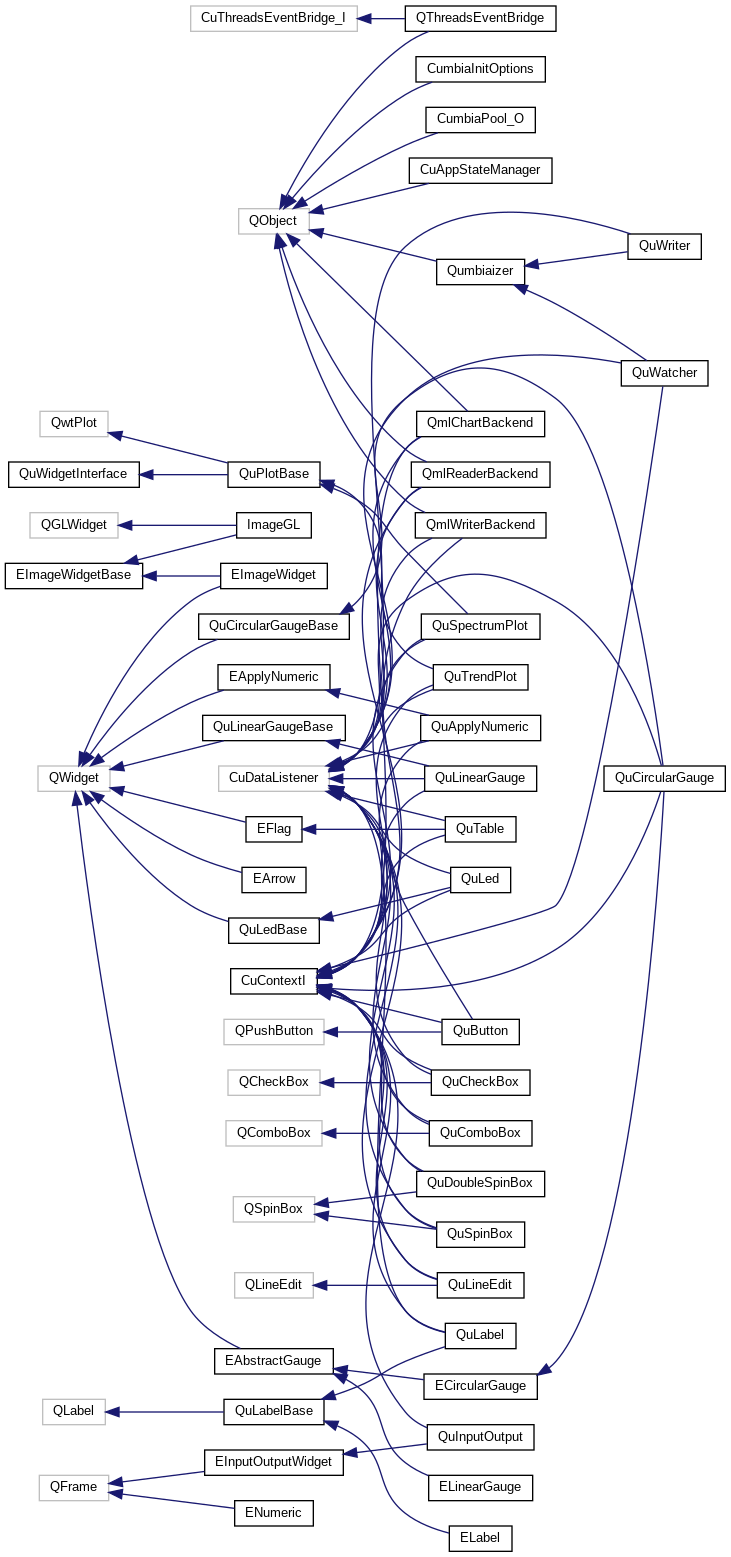 CuThreadsEventBridge_I
QThreadsEventBridge
CumbiaInitOptions
CumbiaPool_O
CuAppStateManager
QObject
QuWriter
Qumbiaizer
QuWatcher
QwtPlot
QmlChartBackend
QuWidgetInterface
QuPlotBase
QmlReaderBackend
QGLWidget
ImageGL
QmlWriterBackend
EImageWidgetBase
EImageWidget
QuCircularGaugeBase
QuSpectrumPlot
EApplyNumeric
QuTrendPlot
QuLinearGaugeBase
QuApplyNumeric
QWidget
CuDataListener
QuLinearGauge
QuCircularGauge
EFlag
QuTable
EArrow
QuLed
QuLedBase
CuContextI
QPushButton
QuButton
QCheckBox
QuCheckBox
QComboBox
QuComboBox
QuDoubleSpinBox
QSpinBox
QuSpinBox
QLineEdit
QuLineEdit
QuLabel
EAbstractGauge
ECircularGauge
QLabel
QuLabelBase
QuInputOutput
EInputOutputWidget
QFrame
ELinearGauge
ENumeric
ELabel